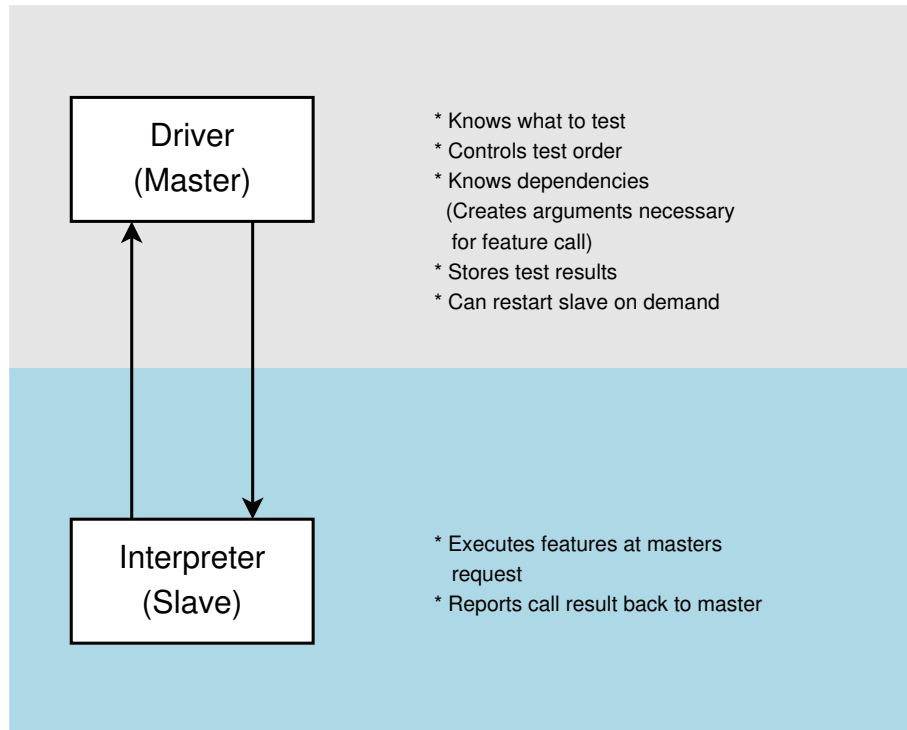 Driver
(Master)
* Knows what to test
* Controls test order
* Knows dependencies
(Creates arguments necessary
for feature call)
* Stores test results
* Can restart slave on demand
Interpreter
(Slave)
* Executes features at masters
request
* Reports call result back to master